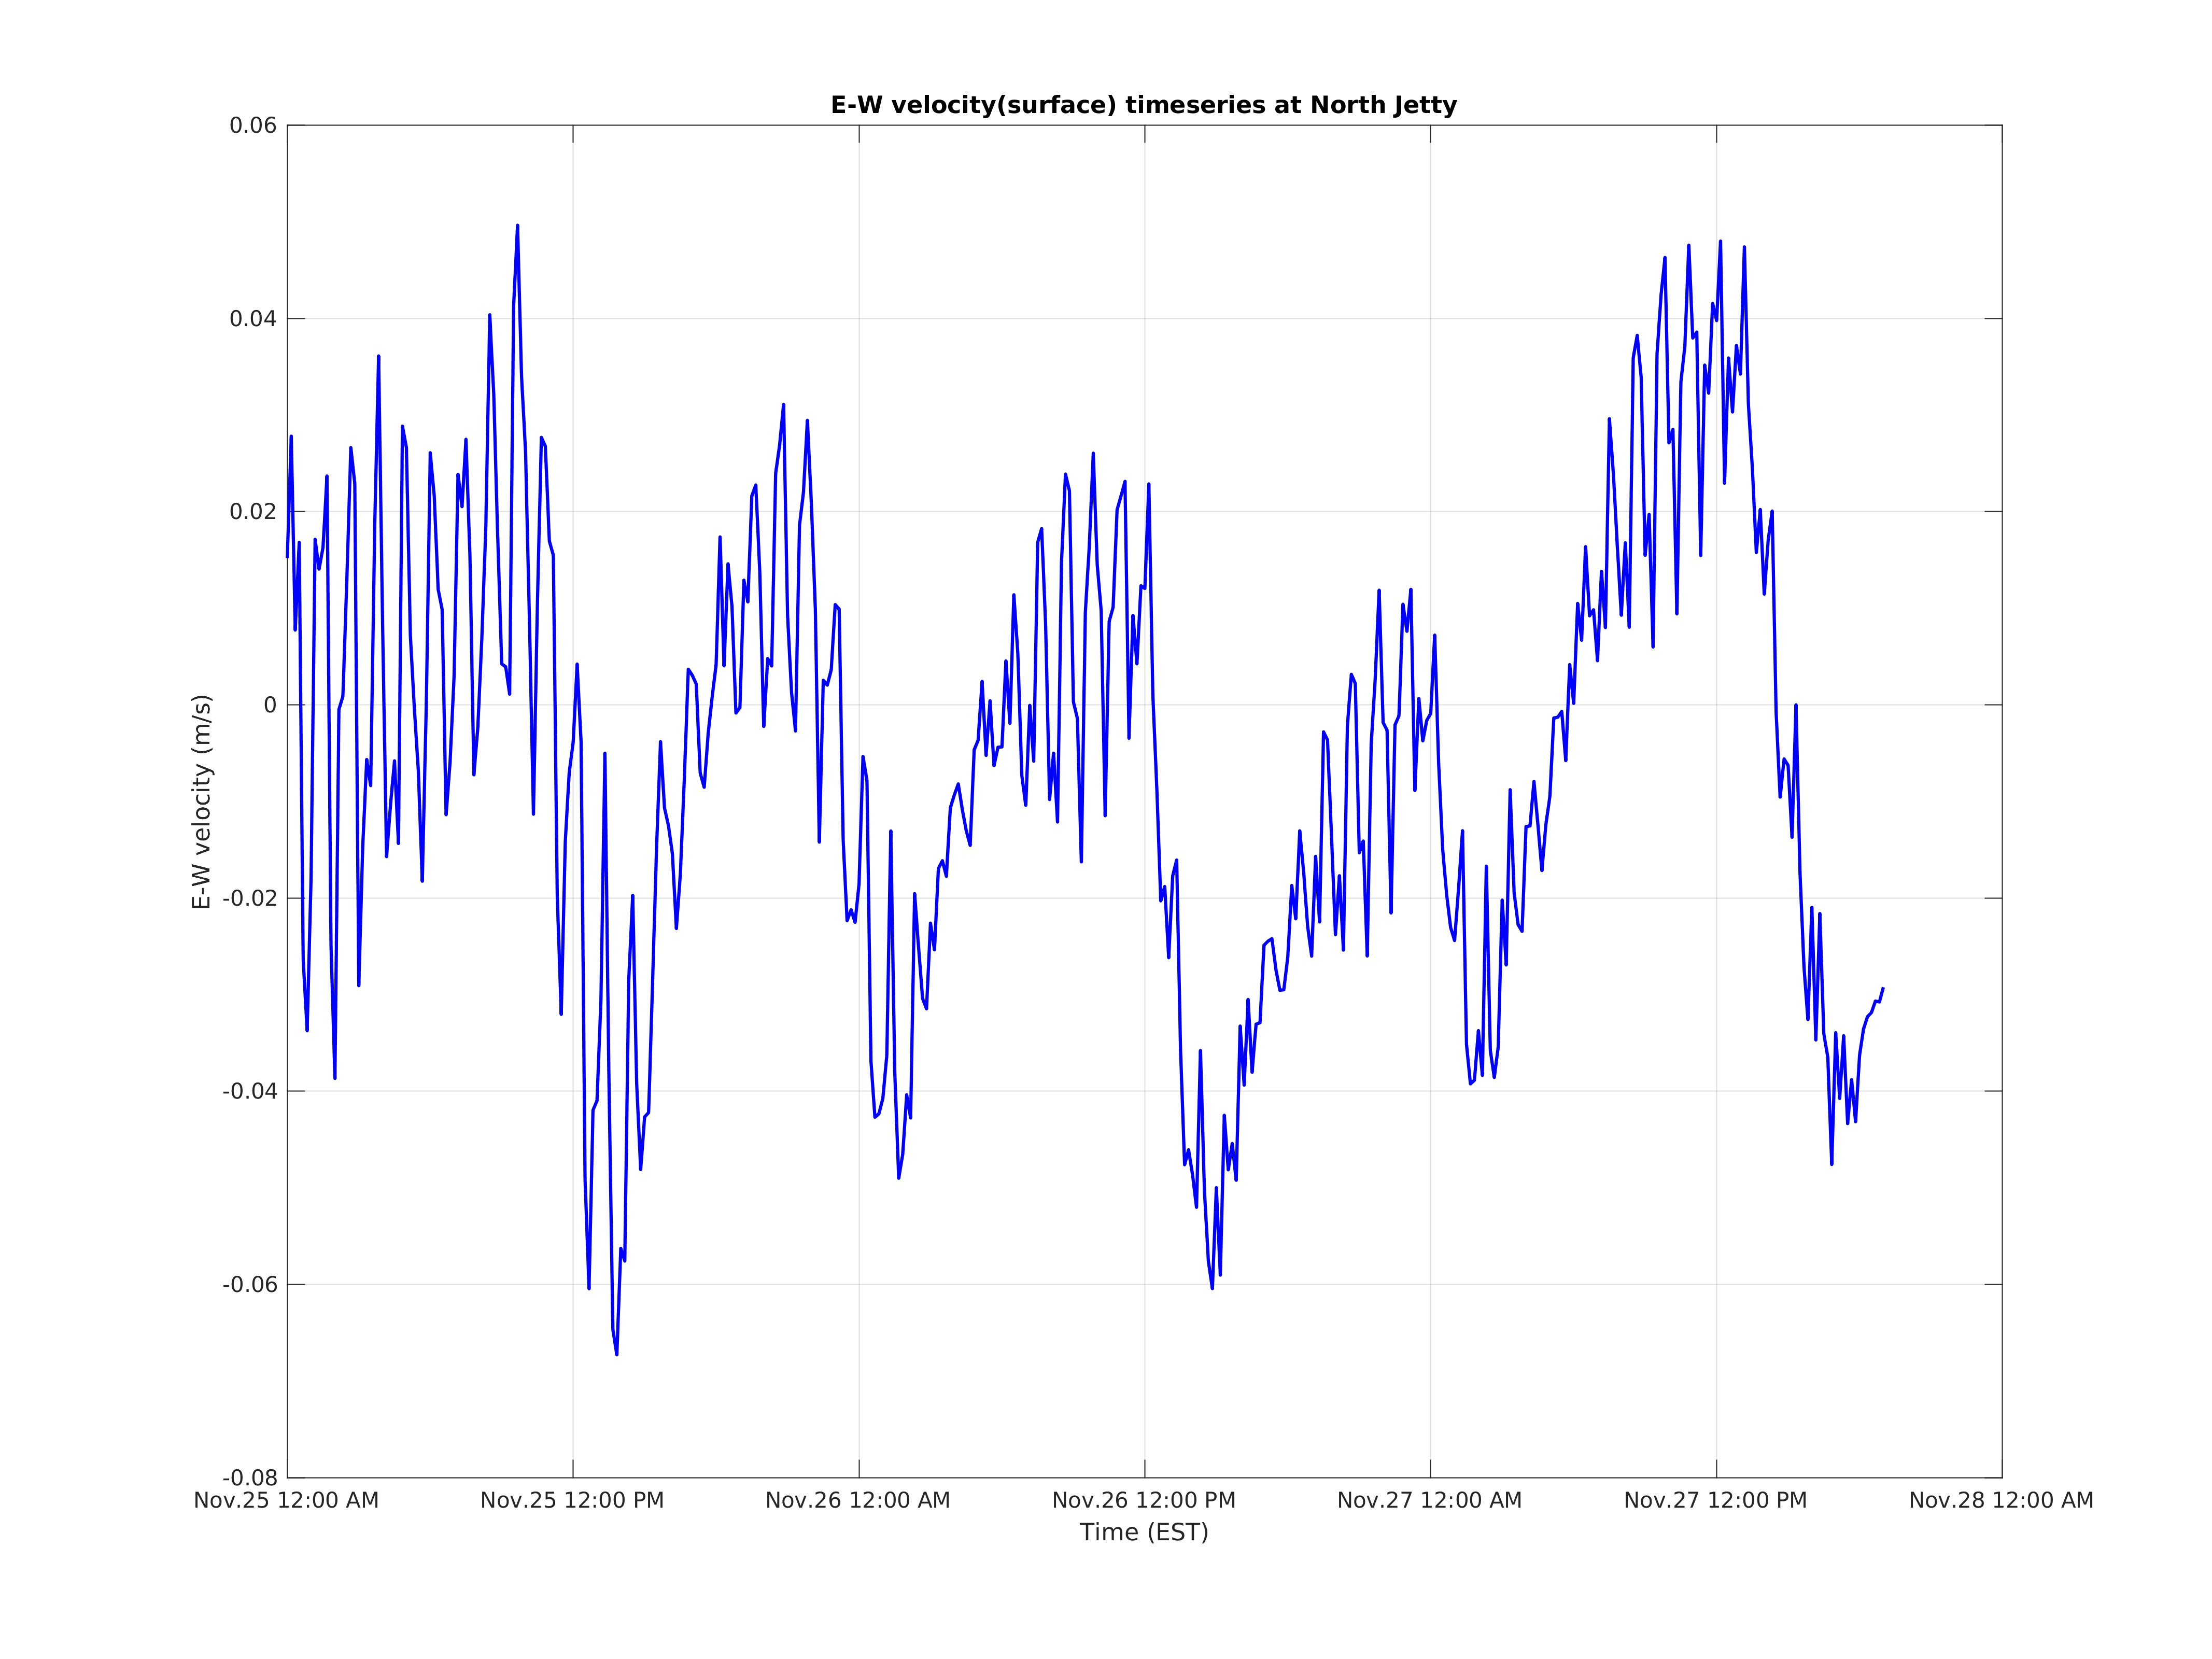 E-W velocity(surface) timeseries at North Jetty
0.06
0.04
0.02
0
-0.02
-0.04
-0.06
-0.08
E-W velocity (m/s)
Nov.25 12:00 AM
Nov.25 12:00 PM
Nov.26 12:00 AM
Nov.26 12:00 PM
Nov.27 12:00 AM
Nov.27 12:00 PM
Nov.28 12:00 AM
Time (EST)